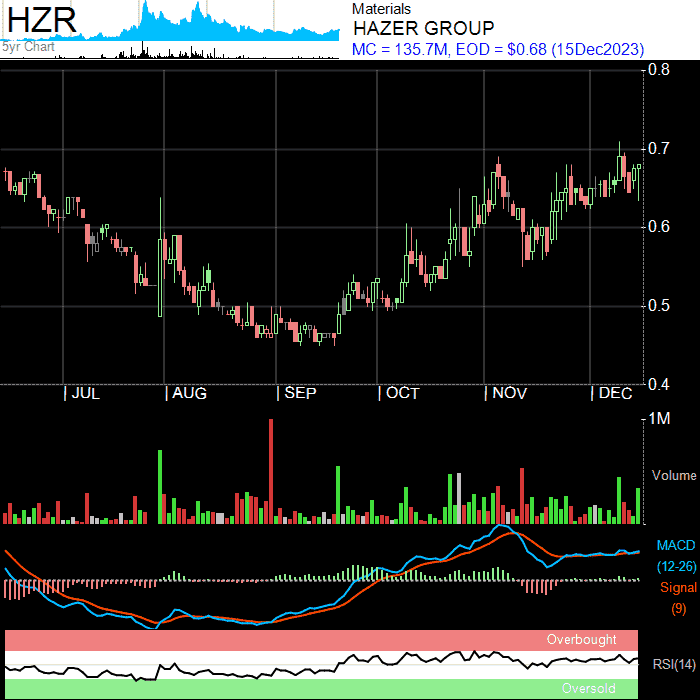 HZR
5yr Chart
Materials
HAZER GROUP
MC = 135.7M, EOD = $0.68 (15Dec2023)
0.8
0.7
0.6
0.5
0.4
JUL AUG SEP OCT NOV DEC
1M
Volume
MACD
(12-26)
Signal
(9)
Overbought
RSI(14)
Oversold